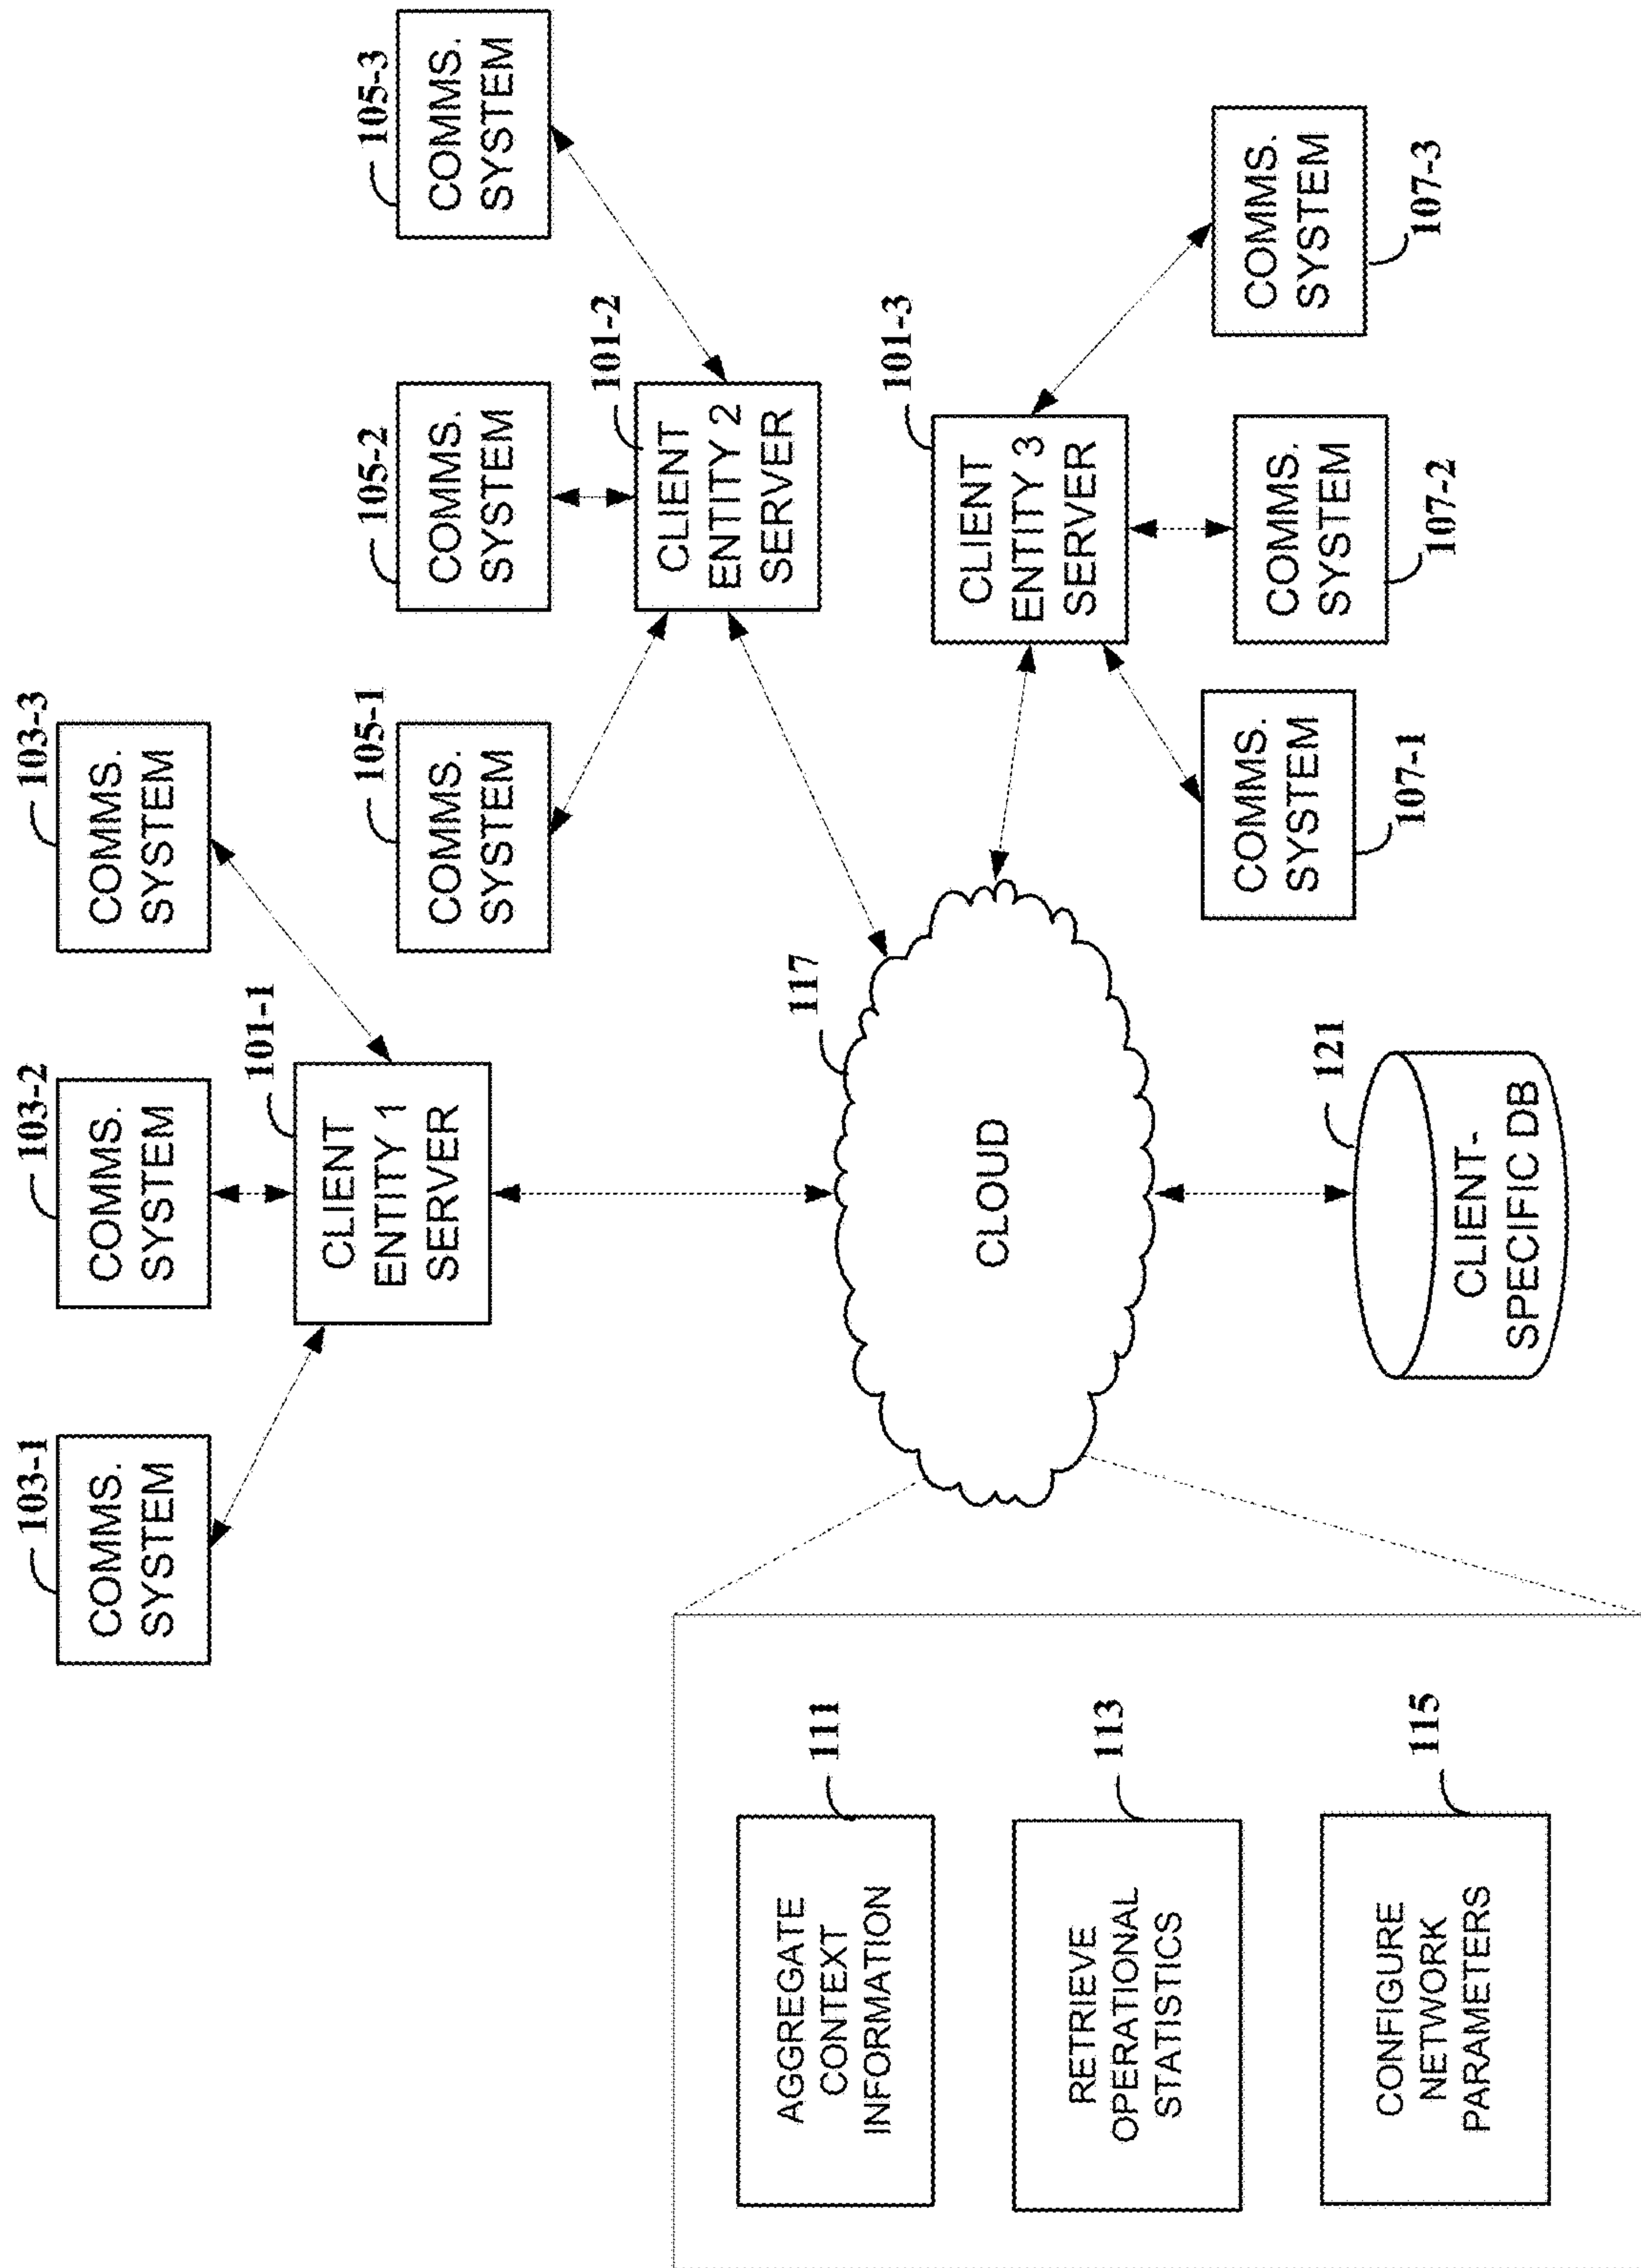 103-1
COMMS.
SYSTEM
103-2
COMMS.
SYSTEM
103-3
COMMS.
SYSTEM
101-1
CLIENT
ENTITY 1
SERVER
105-1
COMMS.
SYSTEM
105-2
COMMS.
SYSTEM
105-3
COMMS.
SYSTEM
101-2
CLIENT
ENTITY 2
SERVER
117
CLOUD
101-3
CLIENT
ENTITY 3
SERVER
107-1
COMMS.
SYSTEM
107-2
COMMS.
SYSTEM
107-3
COMMS.
SYSTEM
121
CLIENT-
SPECIFIC DB
111
AGGREGATE
CONTEXT
INFORMATION
113
RETRIEVE
OPERATIONAL
STATISTICS
115
CONFIGURE
NETWORK
PARAMETERS